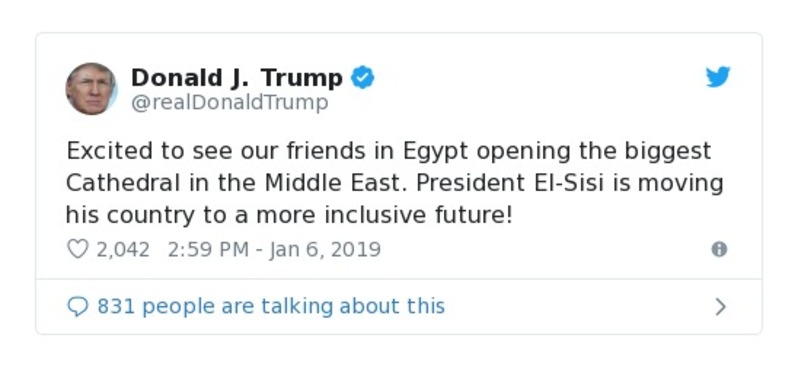 Donald J. Trump
@realDonaldTrump
Excited to see our friends in Egypt opening the biggest
Cathedral in the Middle East. President El-Sisi is moving
his country to a more inclusive future!
2,042 2:59 PM - Jan 6, 2019
831 people are talking about this